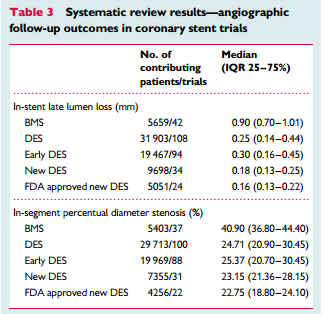 Table 3 Systematic review results—angiographic
follow-up outcomes in coronary stent trials
No. of contributing patients/trials Median (IQR 25–75%)
In-stent late lumen loss (mm)
BMS 5659/42 0.90 (0.70–1.01)
DES 31 903/108 0.25 (0.14–0.44)
Early DES 19 467/94 0.30 (0.16–0.45)
New DES 9698/34 0.18 (0.13–0.25)
FDA approved new DES 5051/24 0.16 (0.13–0.22)
In-segment percentual diameter stenosis (%)
BMS 5403/37 40.90 (36.80–44.40)
DES 29 713/100 24.71 (20.90–30.45)
Early DES 19 969/88 25.37 (20.70–30.45)
New DES 7355/31 23.15 (21.36–28.15)
FDA approved new DES 4256/22 22.75 (18.80–24.10)